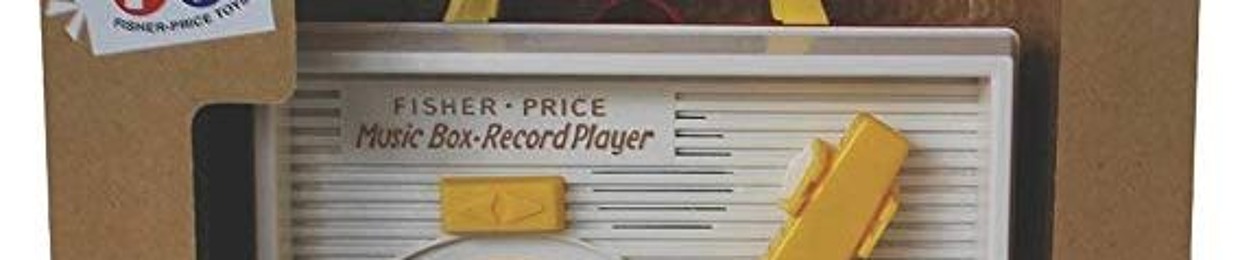 FISHER-PRICE TOYS
FISHER · PRICE
Music Box-Record Player